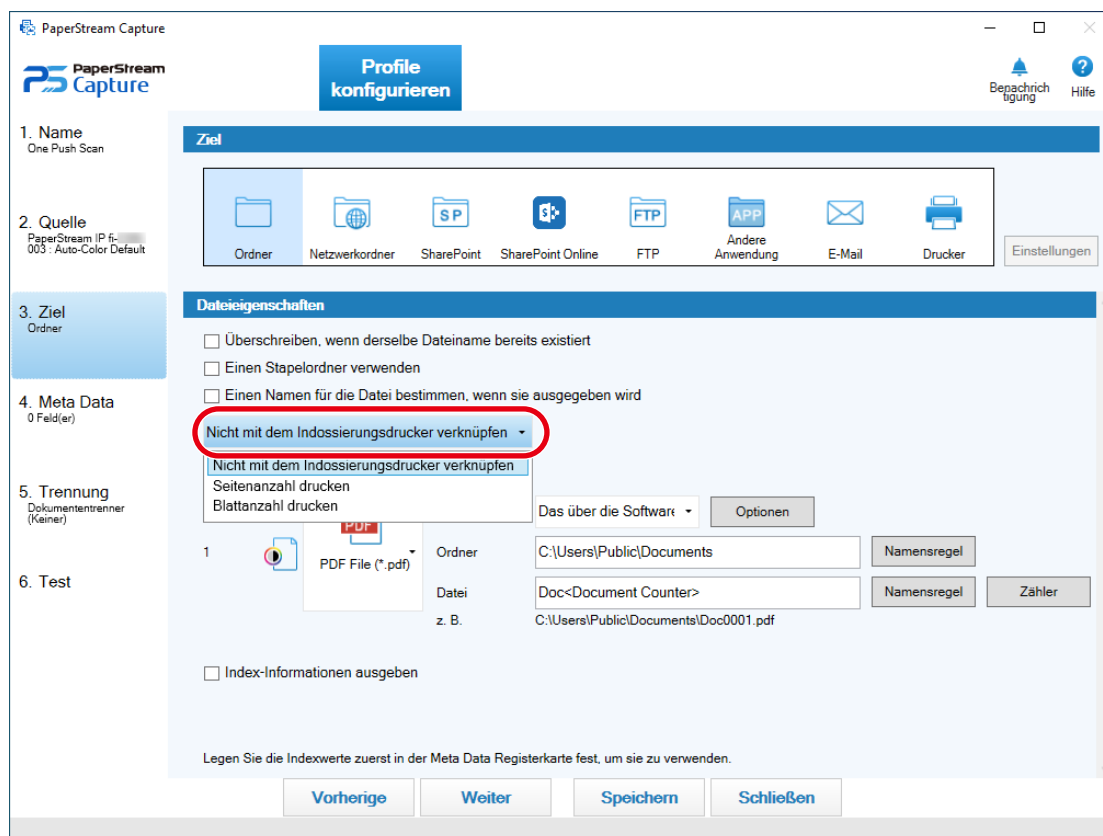 PaperStream Capture
PaperStream
Capture
Profile
konfigurieren
Benachrich
tigung
Hilfe
1. Name
One Push Scan
2. Quelle
PaperStream IP fi-
003 : Auto-Color Default
3. Ziel
Ordner
4. Meta Data
0 Feld(er)
5. Trennung
Dokumententrenner
(Keiner)
6. Test
Ziel
Ordner
Netzwerkordner
SP
SharePoint
SharePoint Online
FTP
FTP
APP
Andere
Anwendung
E-Mail
Drucker
Einstellungen
Dateieigenschaften
Überschreiben, wenn derselbe Dateiname bereits existiert
Einen Stapelordner verwenden
Einen Namen für die Datei bestimmen, wenn sie ausgegeben wird
Nicht mit dem Indossierungsdrucker verknüpfen
Nicht mit dem Indossierungsdrucker verknüpfen
Seitenanzahl drucken
Blattanzahl drucken
Das über die Software
Optionen
1
PDF
PDF File (*.pdf)
Ordner
C:\Users\Public\Documents
Namensregel
Datei
Doc<Document Counter>
Namensregel
Zähler
z. B.
C:\Users\Public\Documents\Doc0001.pdf
Index-Informationen ausgeben
Legen Sie die Indexwerte zuerst in der Meta Data Registerkarte fest, um sie zu verwenden.
Vorherige
Weiter
Speichern
Schließen